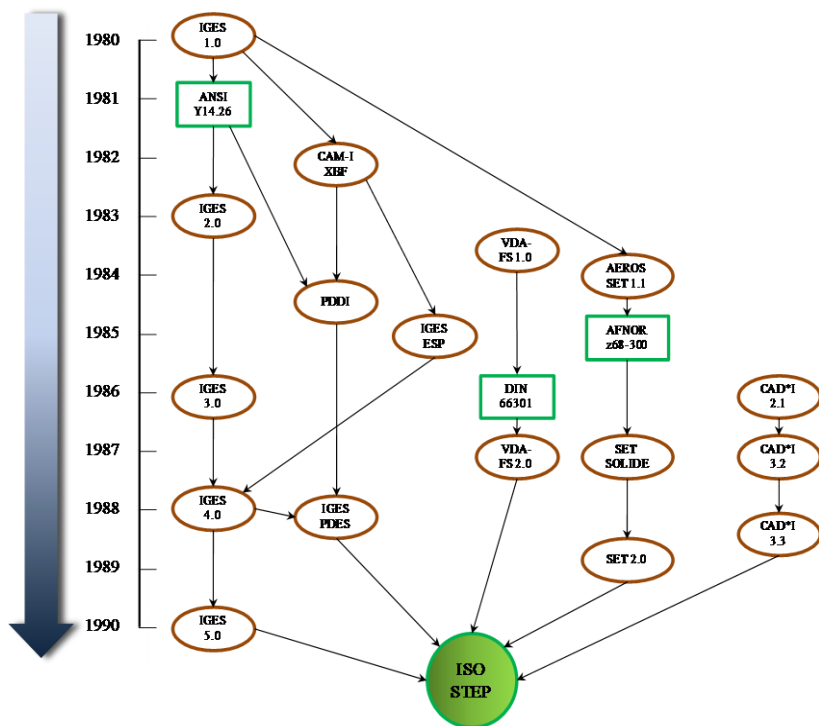 1980
1981
1982
1983
1984
1985
1986
1987
1988
1989
1990
IGES
1.0
ANSI
Y14.26
CAM-I
XBF
IGES
2.0
VDA-
FS 1.0
AEROS
SET 1.1
PDDI
IGES
ESP
AFNOR
z68-300
IGES
3.0
DIN
66301
CAD*I
2.1
VDA-
FS 2.0
SET
SOLIDE
CAD*I
3.2
IGES
4.0
IGES
PDES
CAD*I
3.3
SET 2.0
IGES
5.0
ISO
STEP